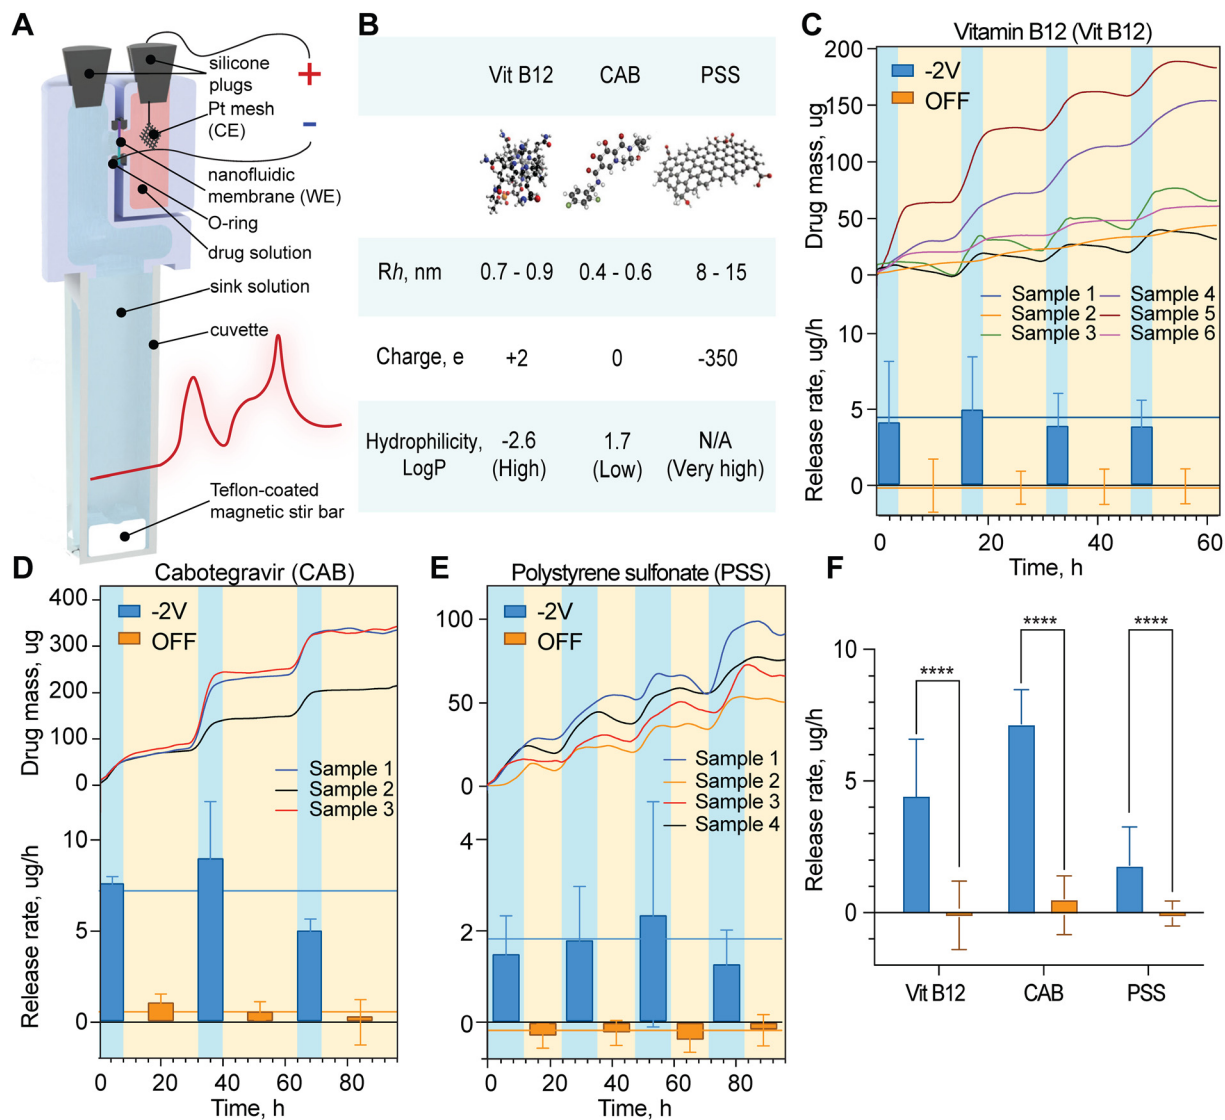 A
silicone
plugs
+
Pt mesh
(CE)
-
nanofluidic
membrane (WE)
O-ring
drug solution
sink solution
cuvette
Teflon-coated
magnetic stir bar
B
Vit B12 CAB PSS
Rh, nm 0.7 - 0.9 0.4 - 0.6 8 - 15
Charge, e +2 0 -350
Hydrophilicity, -2.6 1.7 N/A
LogP (High) (Low) (Very high)
C
Vitamin B12 (Vit B12)
-2V
OFF
Drug mass, ug
200
150
100
50
0
Sample 1 Sample 4
Sample 2 Sample 5
Sample 3 Sample 6
Release rate, ug/h
10
5
0
0 20 40 60
Time, h
D
Cabotegravir (CAB)
-2V
OFF
Drug mass, ug
400
300
200
100
0
Sample 1
Sample 2
Sample 3
Release rate, ug/h
10
5
0
0 20 40 60 80
Time, h
E
Polystyrene sulfonate (PSS)
-2V
OFF
100
50
0
Sample 1
Sample 2
Sample 3
Sample 4
4
2
0
0 20 40 60 80
Time, h
F
**** **** ****
Release rate, ug/h
10
5
0
Vit B12 CAB PSS